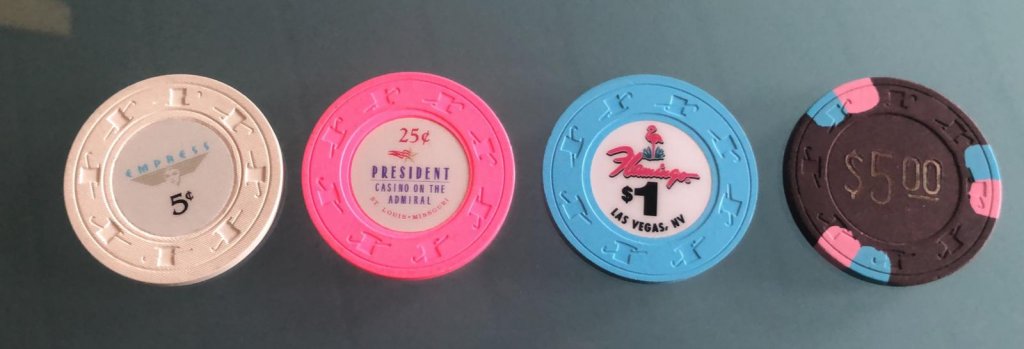 EMPRESS
5¢
25¢
PRESIDENT
CASINO ON THE
ADMIRAL
ST. LOUIS • MISSOURI
Flamingo
$1
LAS VEGAS, NV
$5.00